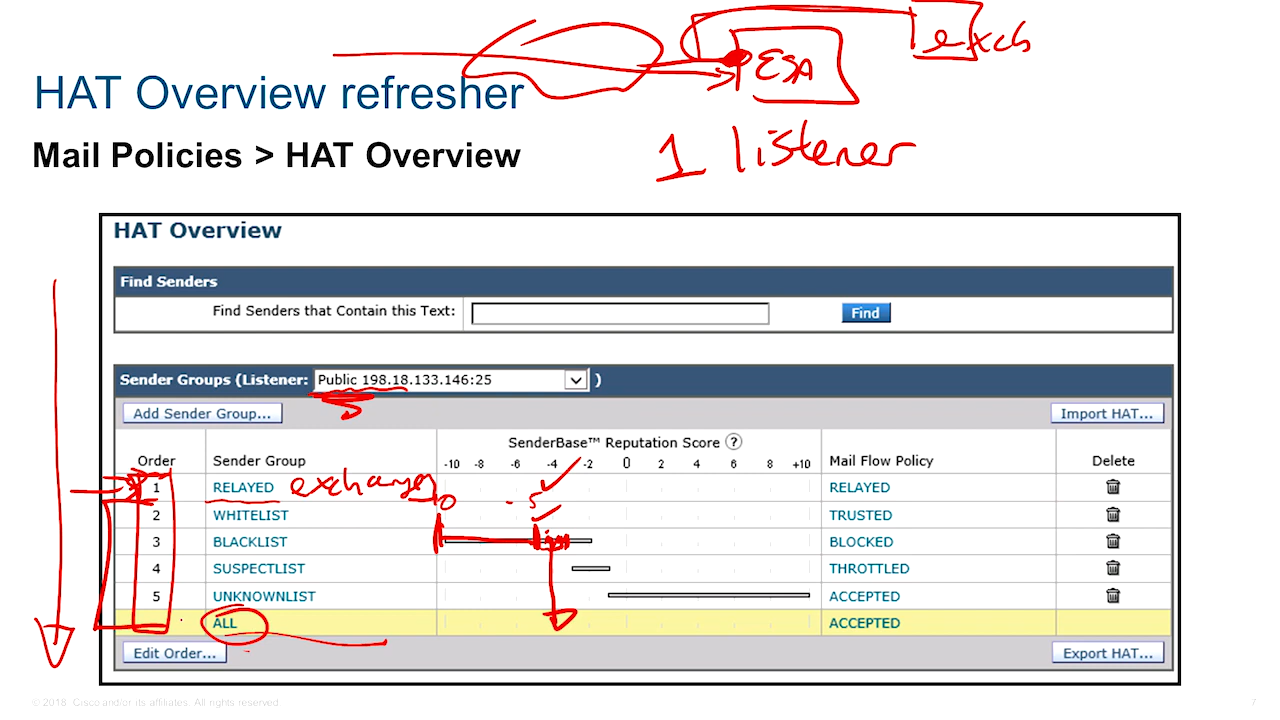 exch
ESA
HAT Overview refresher
1 listener
Mail Policies > HAT Overview
HAT Overview
Find Senders
Find Senders that Contain this Text:
Find
Sender Groups (Listener: Public 198.18.133.146:25 )
Add Sender Group...
Import HAT...
SenderBase™ Reputation Score ?
Order Sender Group -10 -8 -6 -4 -2 0 2 4 6 8 +10 Mail Flow Policy Delete
1 RELAYED exchange RELAYED
-10 -5
2 WHITELIST TRUSTED
3 BLACKLIST BLOCKED
4 SUSPECTLIST THROTTLED
5 UNKNOWNLIST ACCEPTED
ALL ACCEPTED
Edit Order...
Export HAT...
© 2018 Cisco and/or its affiliates. All rights reserved
7